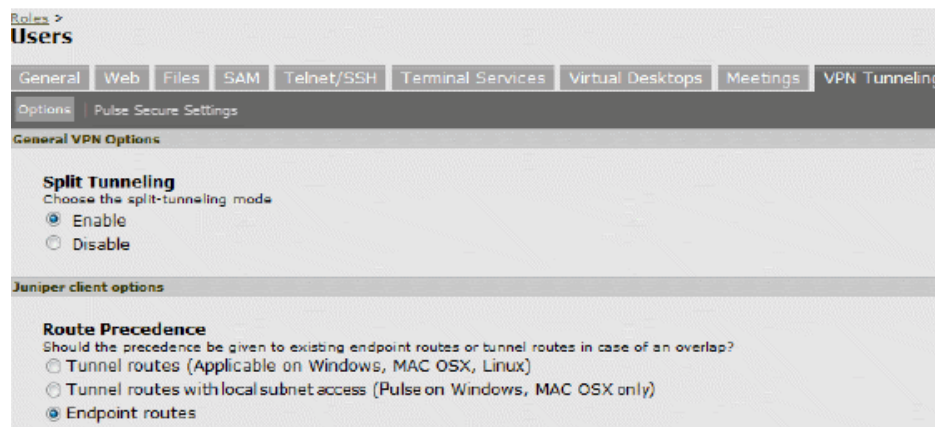 Roles >
Users
General Web Files SAM Telnet/SSH Terminal Services Virtual Desktops Meetings VPN Tunneling
Options | Pulse Secure Settings
General VPN Options
Split Tunneling
Choose the split-tunneling mode
Enable
Disable
Juniper client options
Route Precedence
Should the precedence be given to existing endpoint routes or tunnel routes in case of an overlap?
Tunnel routes (Applicable on Windows, MAC OSX, Linux)
Tunnel routes with local subnet access (Pulse on Windows, MAC OSX only)
Endpoint routes